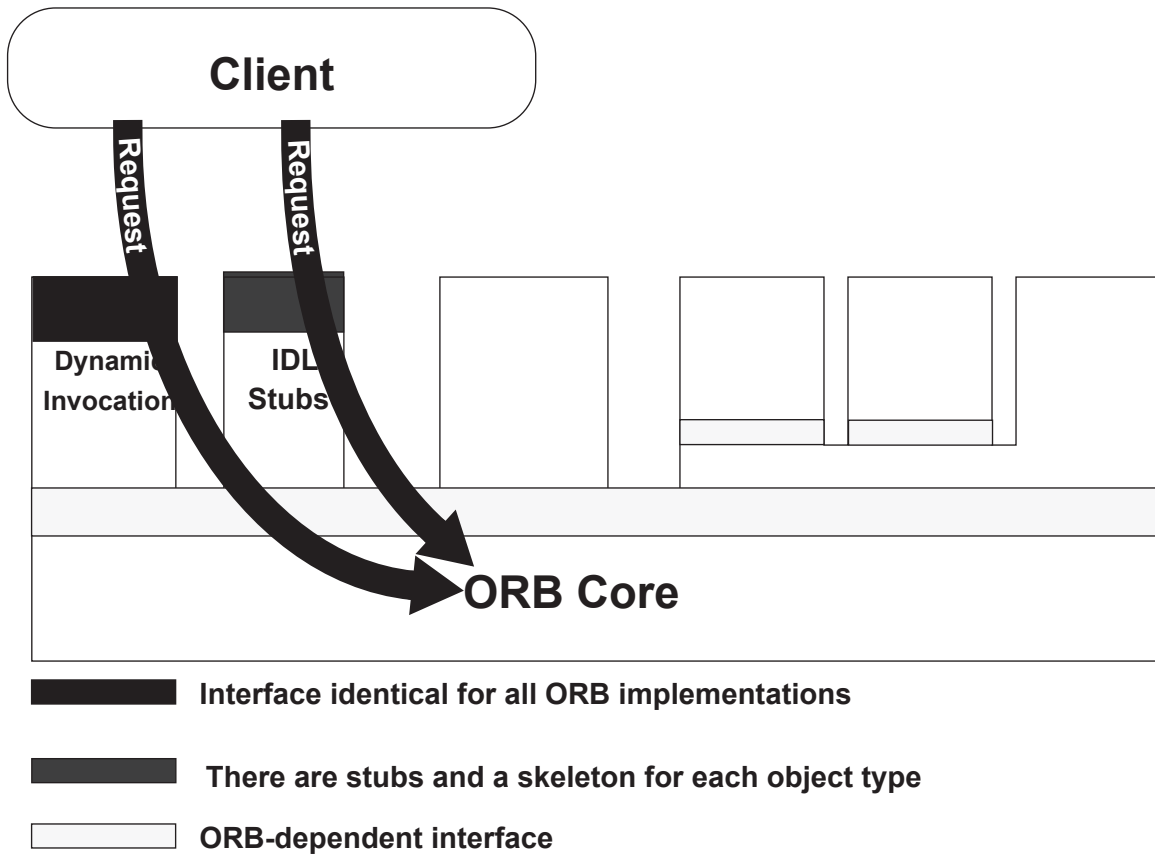 Client
Request
Request
Dynamic
Invocation
IDL
Stubs
ORB Core
Interface identical for all ORB implementations
There are stubs and a skeleton for each object type
ORB-dependent interface